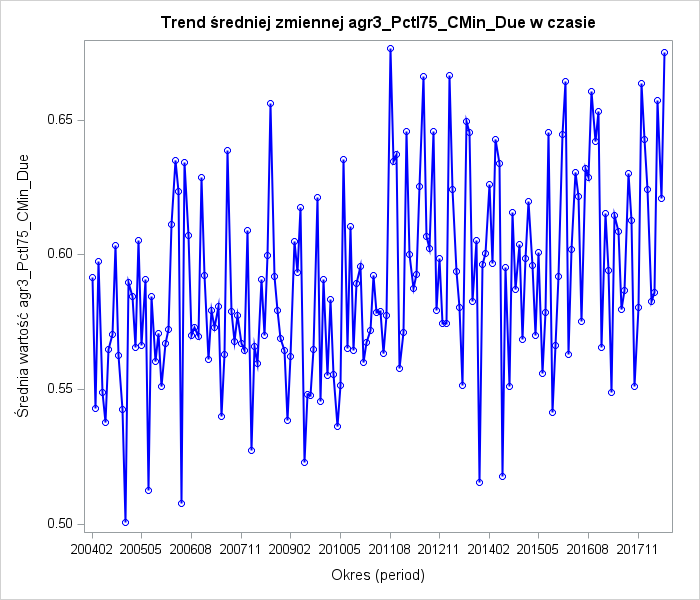 Trend średniej zmiennej agr3_Pctl75_CMin_Due w czasie
Średnia wartość agr3_Pctl75_CMin_Due
0.65
0.60
0.55
0.50
200402 200505 200608 200711 200902 201005 201108 201211 201402 201505 201608 201711
Okres (period)